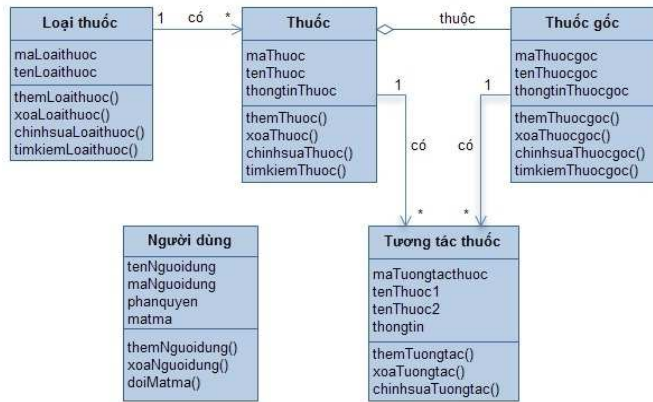 Loại thuốc
maLoaithuoc
tenLoaithuoc
themLoaithuoc()
xoaLoaithuoc()
chinhsuaLoaithuoc()
timkiemLoaithuoc()
1 có *
Thuốc
maThuoc
tenThuoc
thongtinThuoc
themThuoc()
xoaThuoc()
chinhsuaThuoc()
timkiemThuoc()
thuộc
Thuốc gốc
maThuocgoc
tenThuocgoc
thongtinThuocgoc
themThuocgoc()
xoaThuocgoc()
chinhsuaThuocgoc()
timkiemThuocgoc()
1
có
*
1
có
*
Người dùng
tenNguoidung
maNguoidung
phanquyen
matma
themNguoidung()
xoaNguoidung()
doiMatma()
Tương tác thuốc
maTuongtacthuoc
tenThuoc1
tenThuoc2
thongtin
themTuongtac()
xoaTuongtac()
chinhsuaTuongtac()